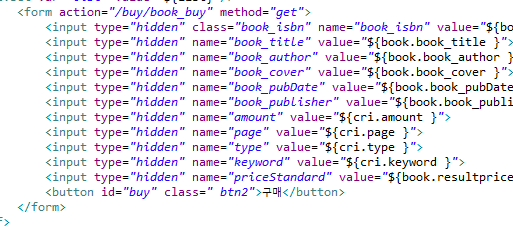 <form action="/buy/book_buy" method="get">
<input type="hidden" class="book_isbn" name="book_isbn" value="${bo
<input type="hidden" name="book_title" value="${book.book_title }">
<input type="hidden" name="book_author" value="${book.book_author }
<input type="hidden" name="book_cover" value="${book.book_cover }">
<input type="hidden" name="book_pubDate" value="${book.book_pubDate
<input type="hidden" name="book_publisher" value="${book.book_publi
<input type="hidden" name="amount" value="${cri.amount }">
<input type="hidden" name="page" value="${cri.page }">
<input type="hidden" name="type" value="${cri.type }">
<input type="hidden" name="keyword" value="${cri.keyword }">
<input type="hidden" name="priceStandard" value="${book.resultprice
<button id="buy" class=" btn2">구매</button>
</form>